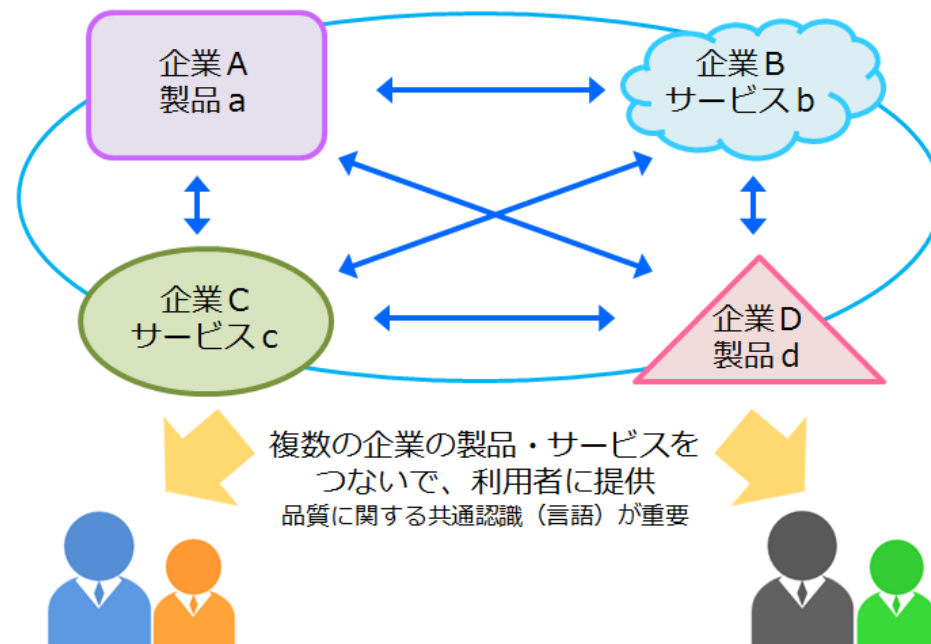 企業A
製品a
企業B
サービスb
企業C
サービスc
企業D
製品d
複数の企業の製品・サービスを
つないで、利用者に提供
品質に関する共通認識（言語）が重要